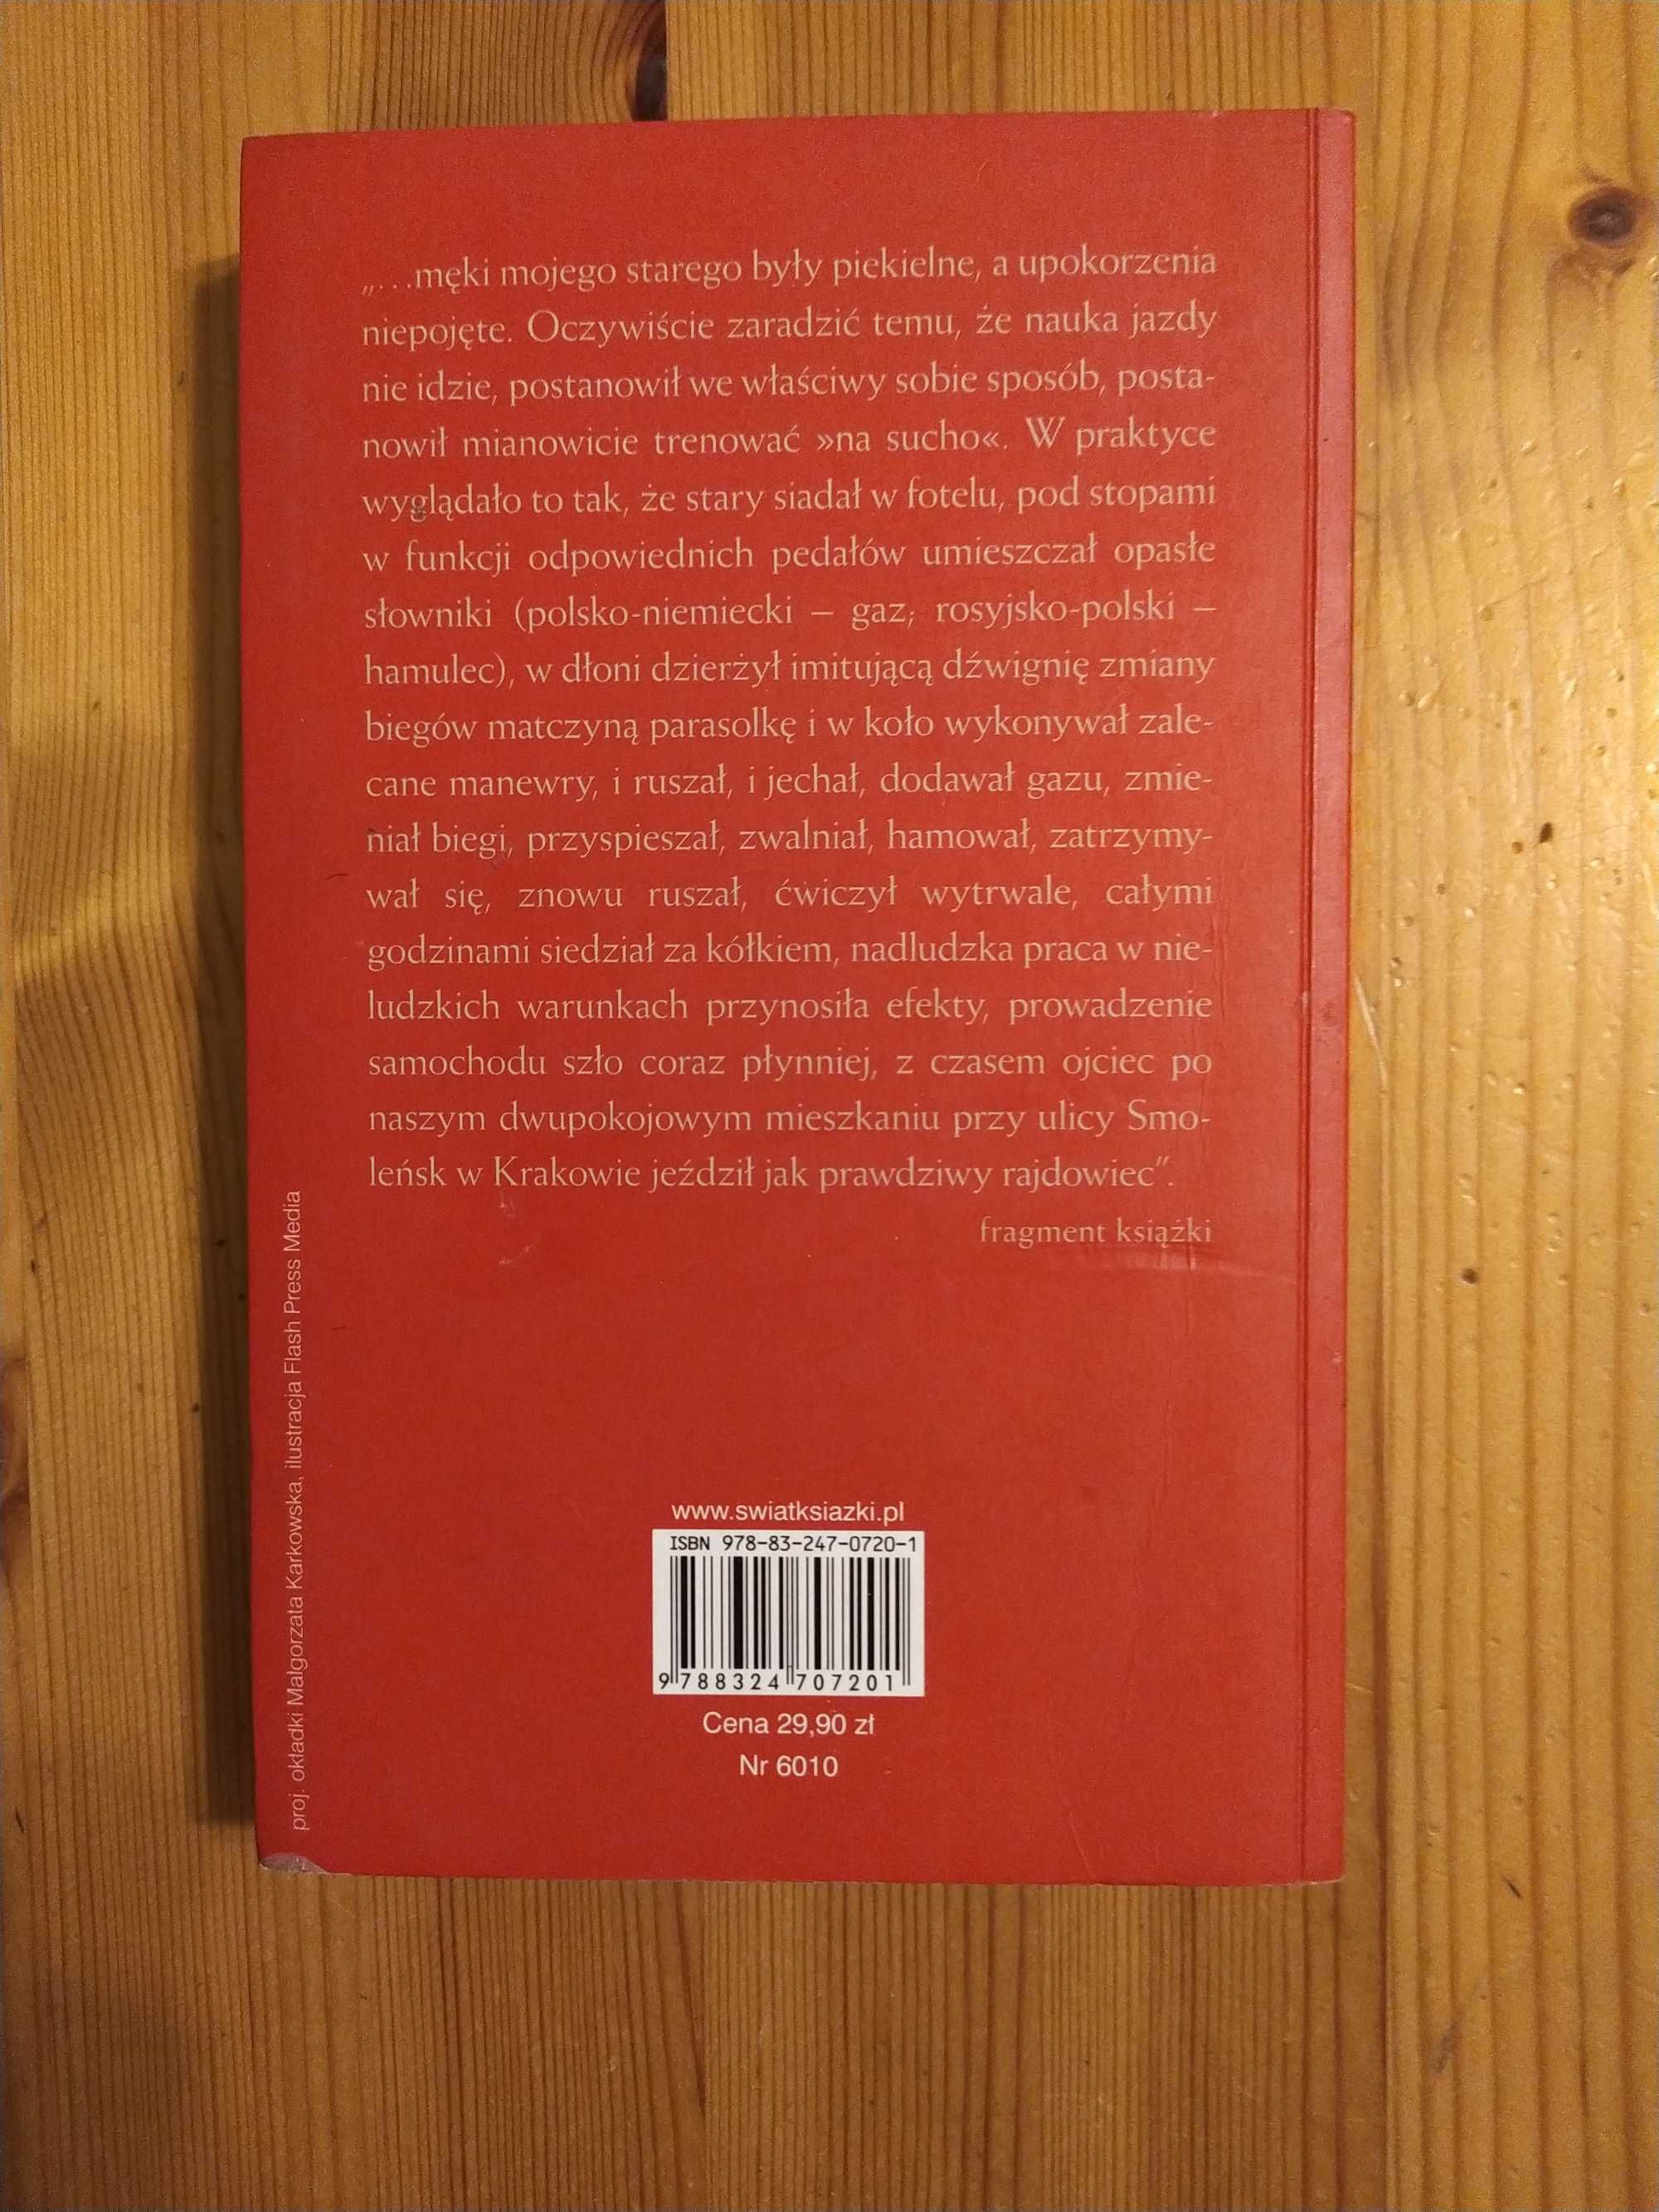 „...męki mojego starego były piekielne, a upokorzenia
niepojęte. Oczywiście zaradzić temu, że nauka jazdy
nie idzie, postanowił we właściwy sobie sposób, posta-
nowił mianowicie trenować »na sucho«. W praktyce
wyglądało to tak, że stary siadał w fotelu, pod stopami
w funkcji odpowiednich pedałów umieszczał opasłe
słowniki (polsko-niemiecki – gaz; rosyjsko-polski –
hamulec), w dłoni dzierżył imitującą dźwignię zmiany
biegów matczyną parasolkę i w koło wykonywał zale-
cane manewry, i ruszał, i jechał, dodawał gazu, zmie-
niał biegi, przyspieszał, zwalniał, hamował, zatrzymy-
wał się, znowu ruszał, ćwiczył wytrwale, całymi
godzinami siedział za kółkiem, nadludzka praca w nie-
ludzkich warunkach przynosiła efekty, prowadzenie
samochodu szło coraz płynniej, z czasem ojciec po
naszym dwupokojowym mieszkaniu przy ulicy Smo-
leńsk w Krakowie jeździł jak prawdziwy rajdowiec”.
fragment książki
proj. okładki Małgorzata Karkowska, ilustracja Flash Press Media
www.swiatksiazki.pl
ISBN 978-83-247-0720-1
9 788324 707201
Cena 29,90 zł
Nr 6010